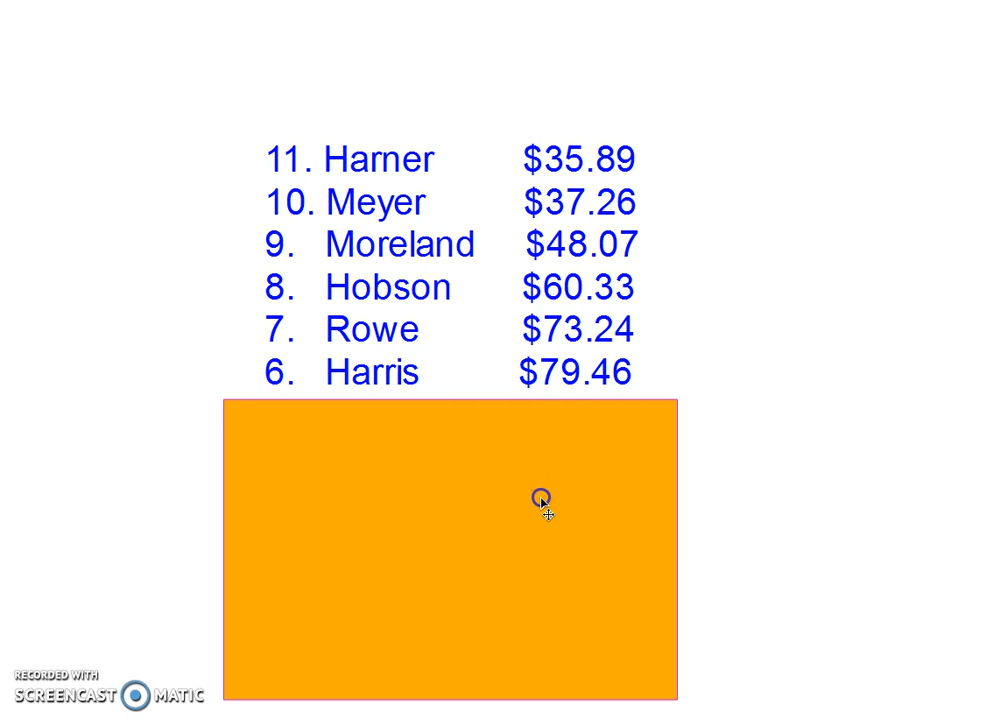 11. Harner $35.89
10. Meyer $37.26
9. Moreland $48.07
8. Hobson $60.33
7. Rowe $73.24
6. Harris $79.46
RECORDED WITH
SCREENCAST MATIC